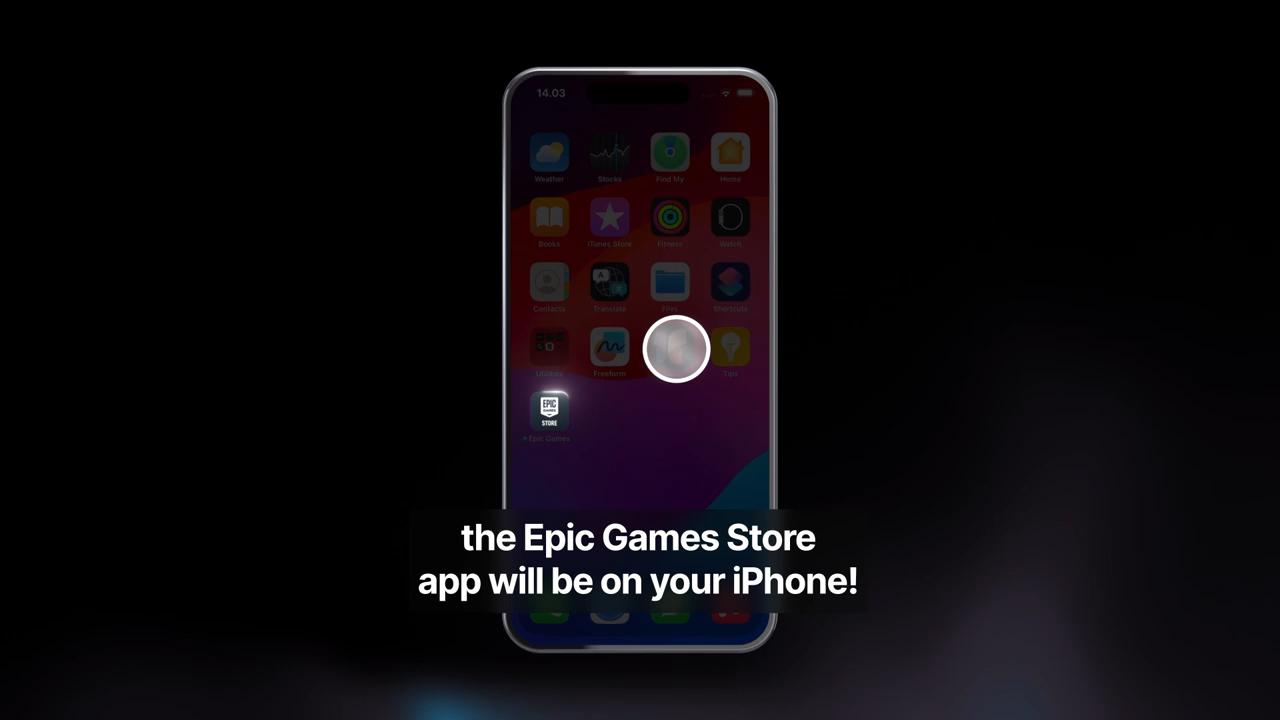 14.03
Weather Stocks Find My Home
Books iTunes Store Fitness Watch
Contacts Translate Files Shortcuts
Utilities Freeform Tips
EPIC
GAMES
STORE
Epic Games
the Epic Games Store
app will be on your iPhone!